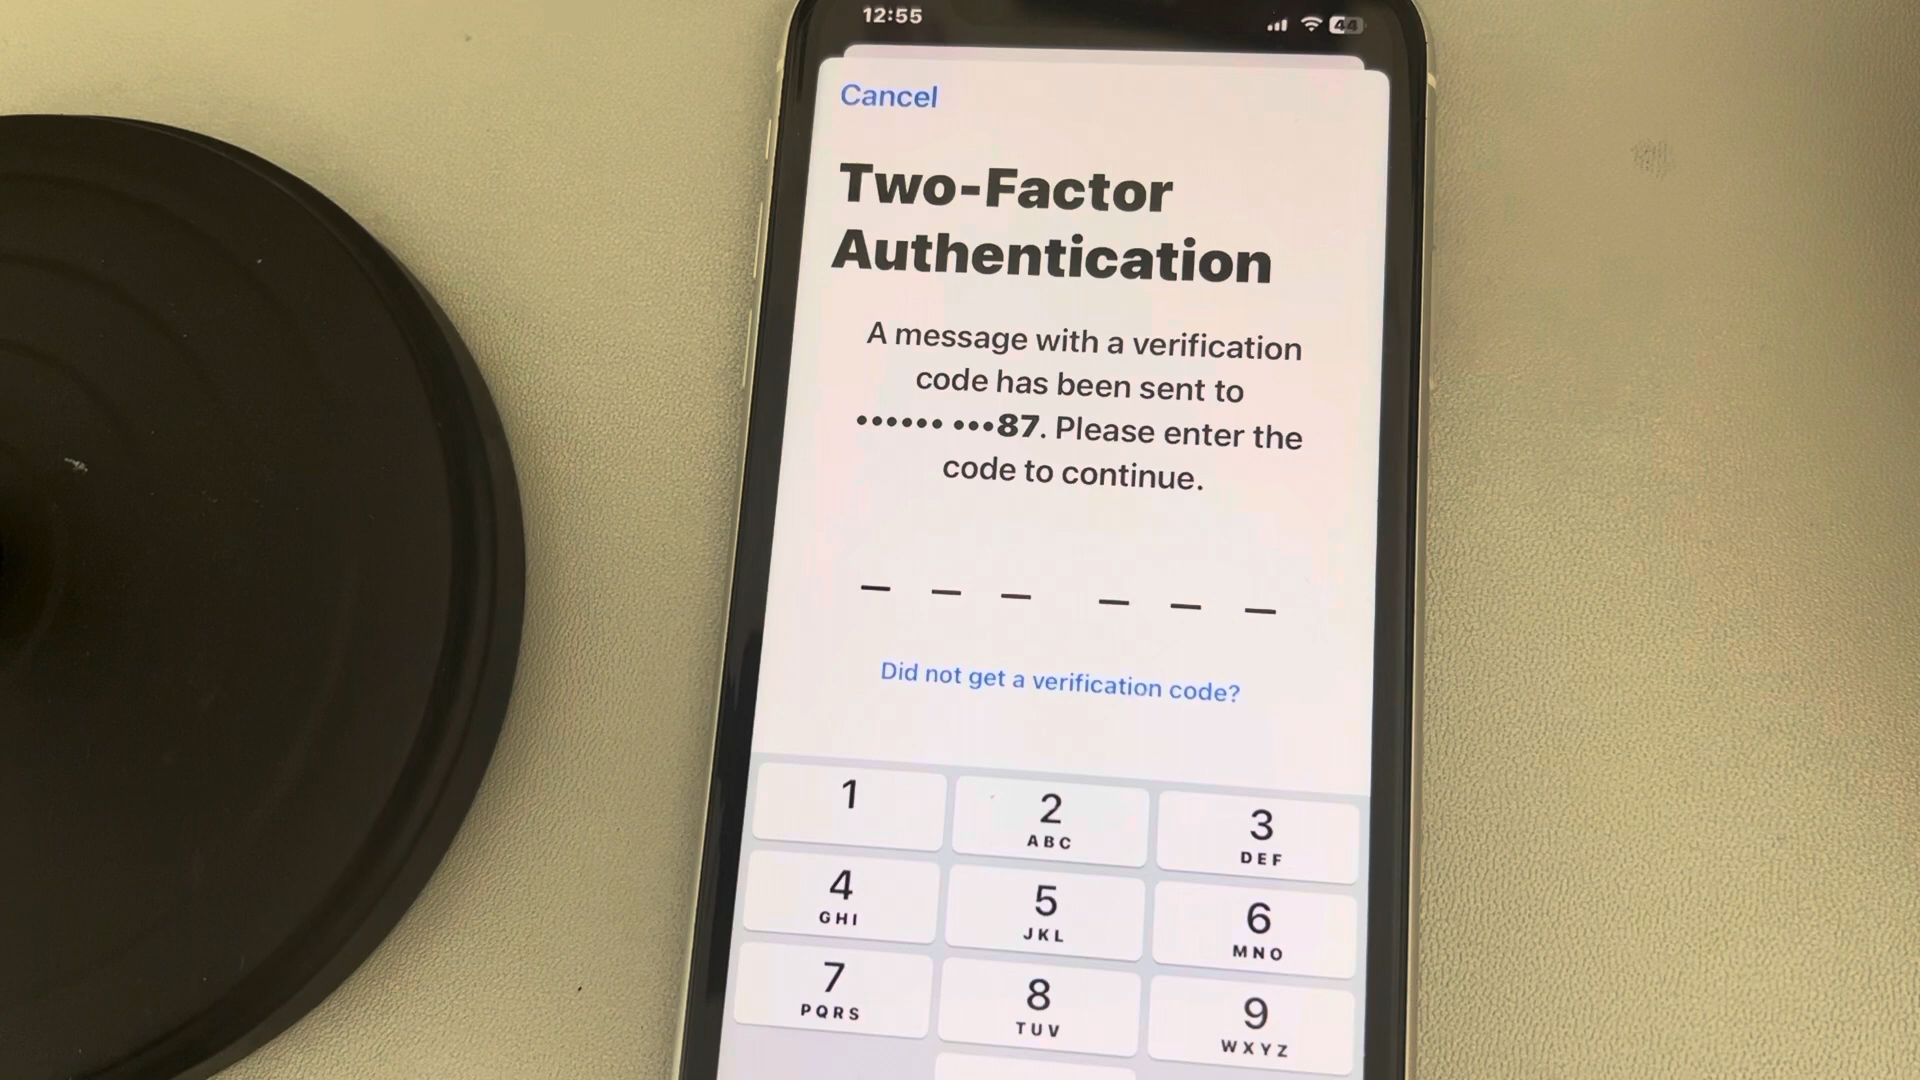 12:55
44
Cancel
Two-Factor
Authentication
A message with a verification
code has been sent to
•••••• •••87. Please enter the
code to continue.
Did not get a verification code?
1
2
ABC
3
DEF
4
GHI
5
JKL
6
MNO
7
PQRS
8
TUV
9
WXYZ